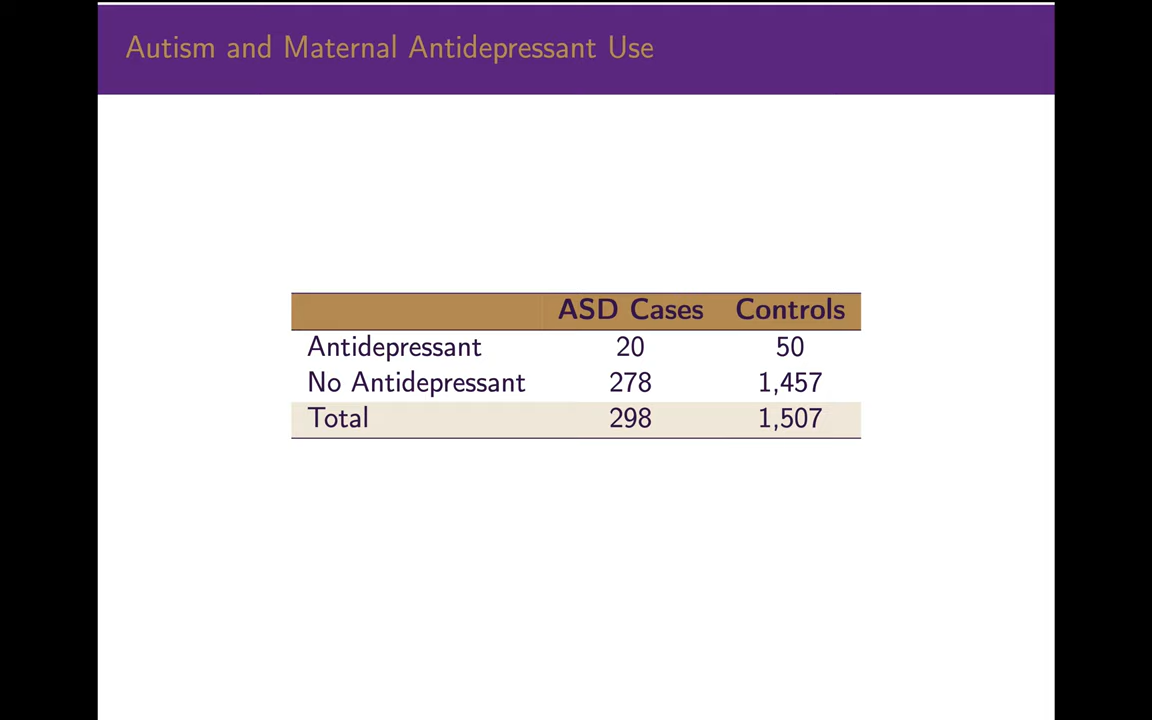 Autism and Maternal Antidepressant Use
ASD Cases Controls
Antidepressant 20 50
No Antidepressant 278 1,457
Total 298 1,507